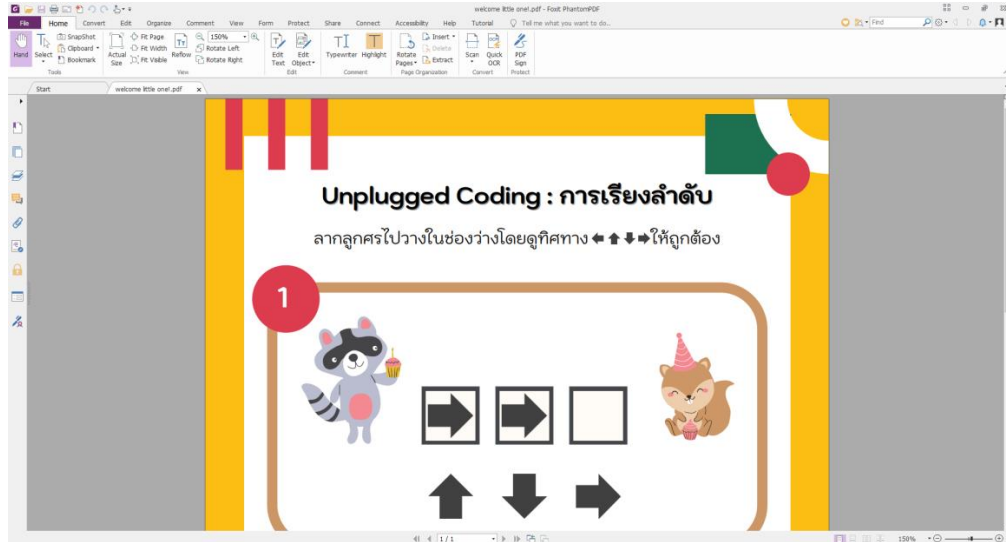 welcome little one!.pdf - Foxit PhantomPDF
File Home Convert Edit Organize Comment View Form Protect Share Connect Accessibility Help Tutorial Tell me what you want to do...
Find
Hand
Select
SnapShot
Clipboard
Bookmark
Tools
Actual Size
Fit Page
Fit Width
Fit Visible
Reflow
150%
Rotate Left
Rotate Right
View
Edit Text
Edit Object
Edit
Typewriter
Highlight
Comment
Rotate Pages
Insert
Delete
Extract
Page Organization
Scan
Quick OCR
Convert
PDF Sign
Protect
Start
welcome little one!.pdf x
Unplugged Coding : การเรียงลำดับ
ลากลูกศรไปวางในช่องว่างโดยดูทิศทาง ⬅ ⬆ ⬇ ➡ ให้ถูกต้อง
1
1 / 1
150%